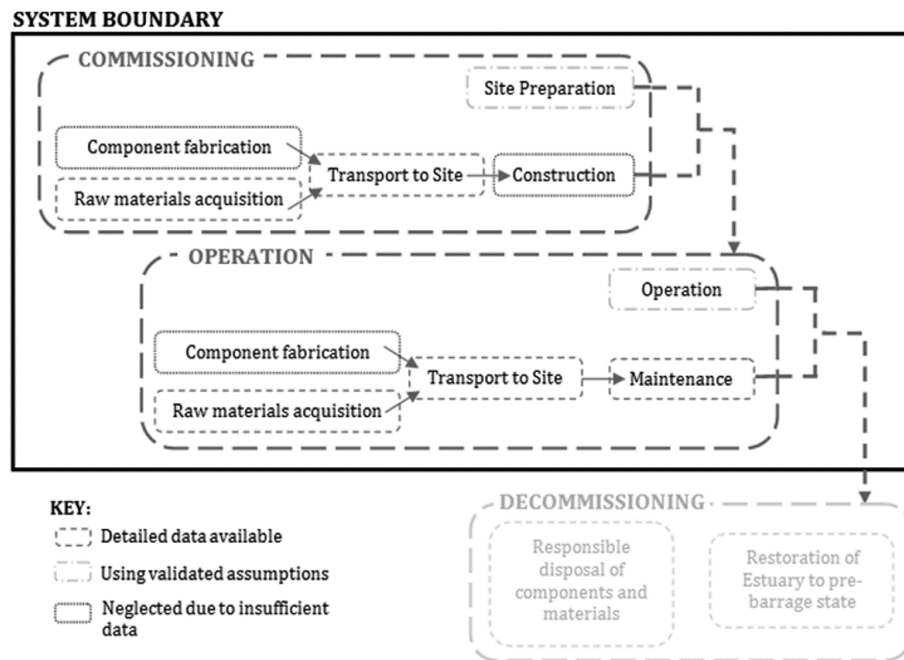 SYSTEM BOUNDARY
COMMISSIONING
Site Preparation
Component fabrication
Transport to Site
Construction
Raw materials acquisition
OPERATION
Operation
Component fabrication
Transport to Site
Maintenance
Raw materials acquisition
KEY:
Detailed data available
Using validated assumptions
Neglected due to insufficient
data
DECOMMISSIONING
Responsible
disposal of
components and
materials
Restoration of
Estuary to pre-
barrage state